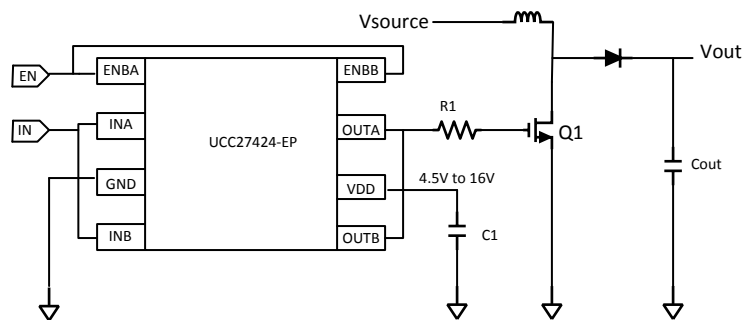 Vsource
EN
ENBA
ENBB
Vout
IN
INA
UCC27424-EP
OUTA
R1
Q1
GND
VDD
4.5V to 16V
Cout
INB
OUTB
C1